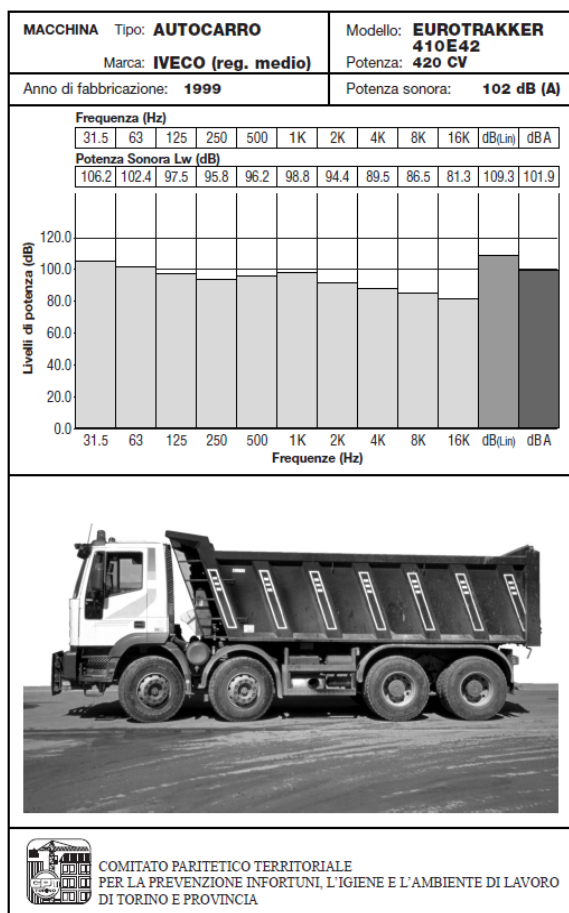 MACCHINA Tipo: AUTOCARRO
Marca: IVECO (reg. medio)
Modello: EUROTRAKKER
410E42
Potenza: 420 CV
Anno di fabbricazione: 1999
Potenza sonora: 102 dB (A)
Frequenza (Hz)
31.5 63 125 250 500 1K 2K 4K 8K 16K dB(Lin) dBA
Potenza Sonora Lw (dB)
106.2 102.4 97.5 95.8 96.2 98.8 94.4 89.5 86.5 81.3 109.3 101.9
Livelli di potenza (dB)
120.0
100.0
80.0
60.0
40.0
20.0
0.0
31.5 63 125 250 500 1K 2K 4K 8K 16K dB(Lin) dBA
Frequenze (Hz)
CPT
TORINO
COMITATO PARITETICO TERRITORIALE
PER LA PREVENZIONE INFORTUNI, L'IGIENE E L'AMBIENTE DI LAVORO
DI TORINO E PROVINCIA